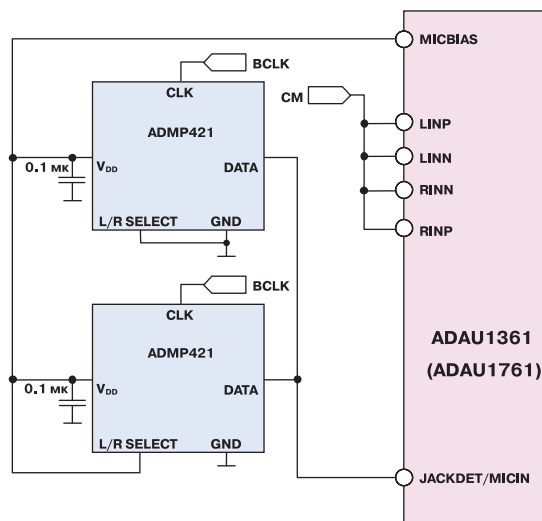 MICBIAS
BCLK
CLK
CM
ADMP421
LINP
0.1 мк
VDD
DATA
LINN
RINN
L/R SELECT
GND
RINP
BCLK
CLK
ADMP421
ADAU1361
(ADAU1761)
0.1 мк
VDD
DATA
L/R SELECT
GND
JACKDET/MICIN